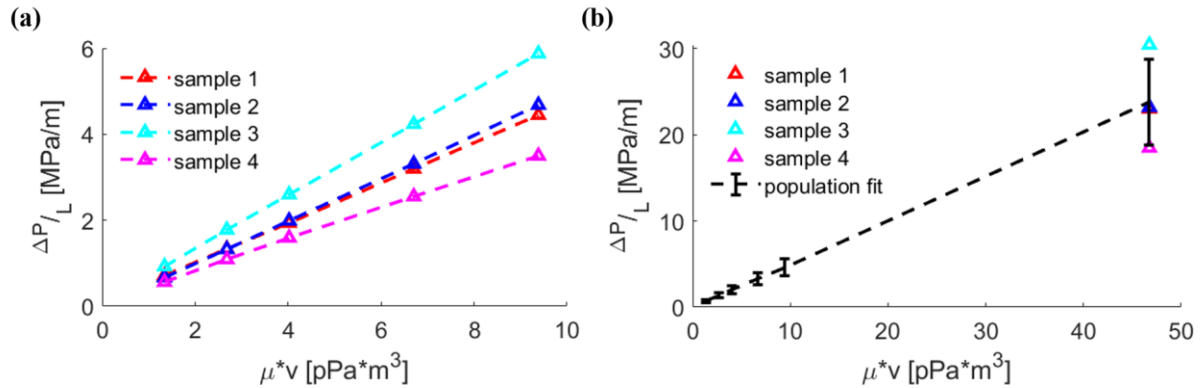 (a)
6
4
2
0
0 2 4 6 8 10
ΔP/L [MPa/m]
μ*v [pPa*m³]
sample 1
sample 2
sample 3
sample 4
(b)
30
20
10
0
0 10 20 30 40 50
ΔP/L [MPa/m]
μ*v [pPa*m³]
sample 1
sample 2
sample 3
sample 4
population fit